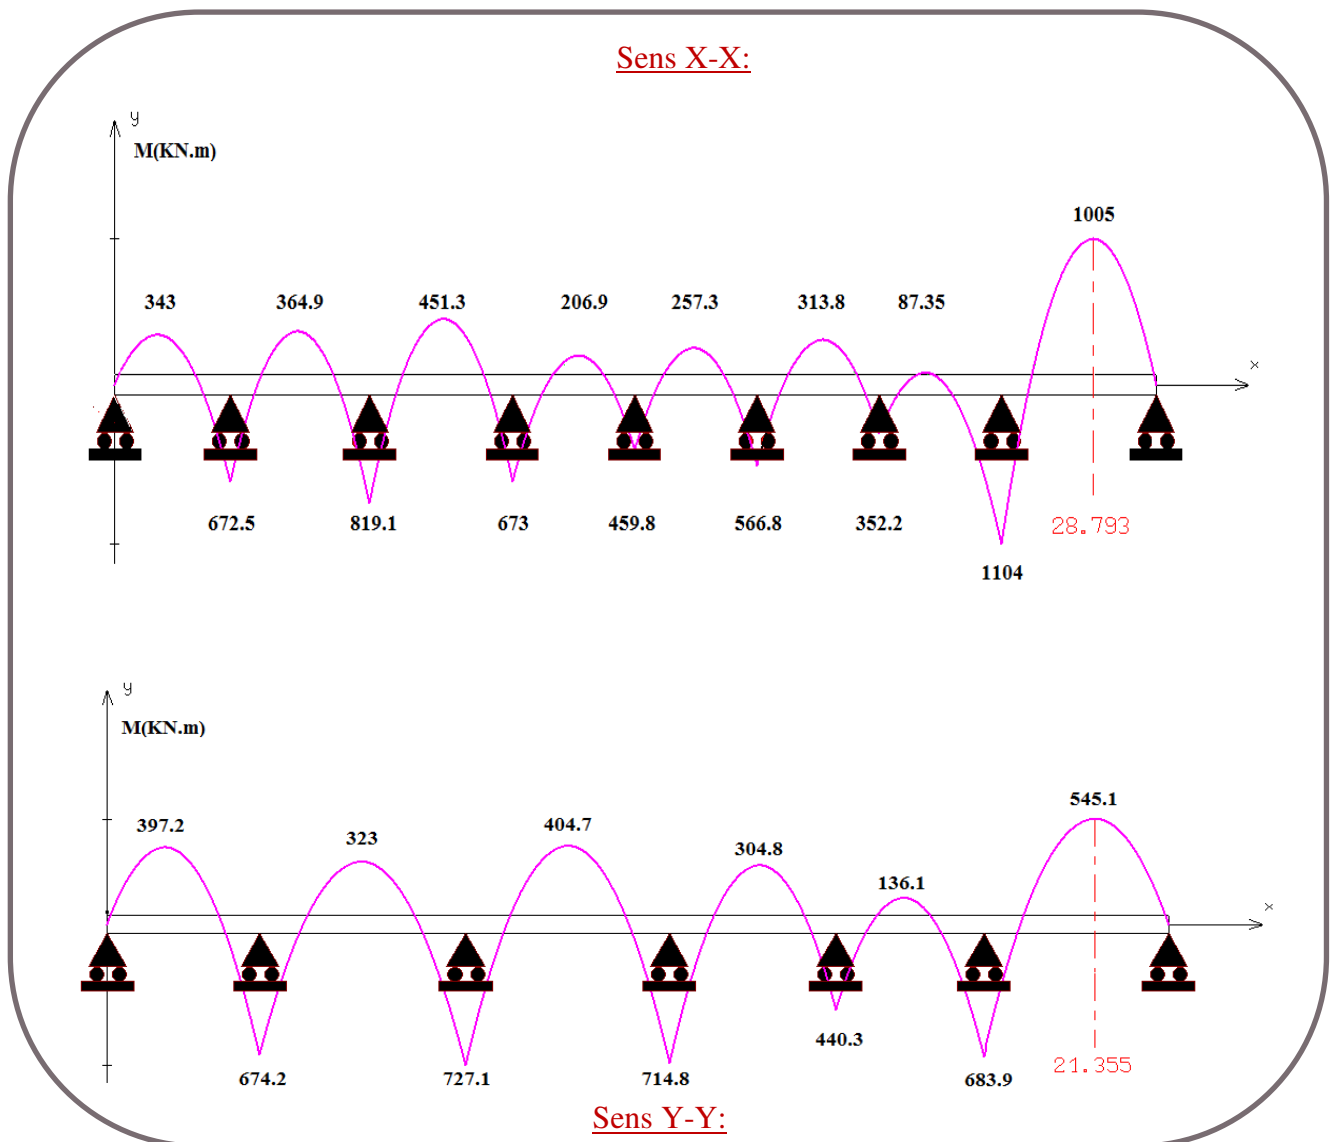 Sens X-X:
y
M(KN.m)
1005
343 364.9 451.3 206.9 257.3 313.8 87.35
x
672.5 819.1 673 459.8 566.8 352.2 28.793
1104
y
M(KN.m)
545.1
397.2 323 404.7 304.8
136.1
x
440.3
674.2 727.1 714.8 683.9 21.355
Sens Y-Y: